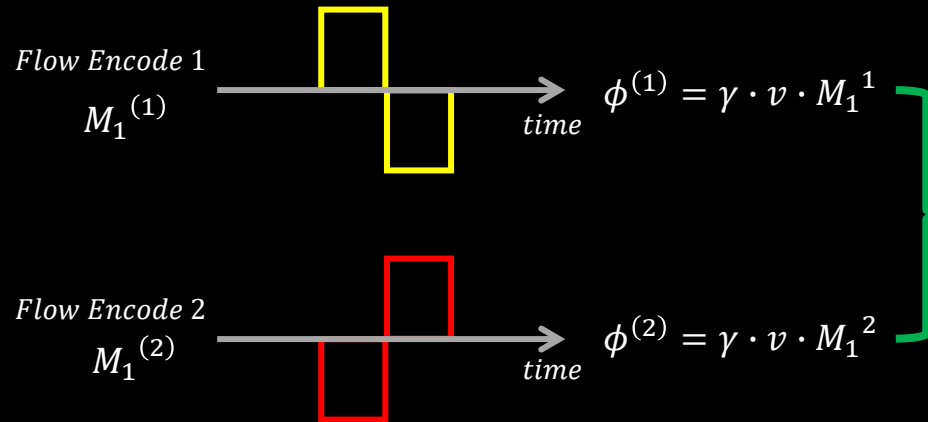 Flow Encode 1
M₁⁽¹⁾
time
ϕ⁽¹⁾ = γ · v · M₁¹
Flow Encode 2
M₁⁽²⁾
time
ϕ⁽²⁾ = γ · v · M₁²